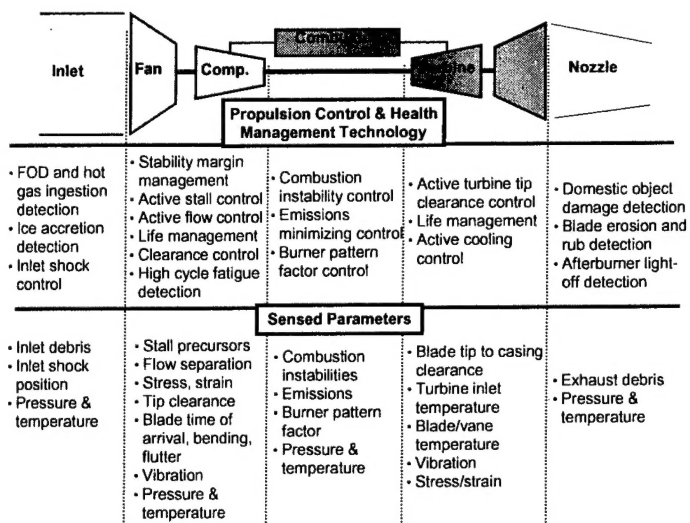 Inlet
Fan
Comp.
Nozzle
Propulsion Control & Health
Management Technology
• FOD and hot
gas ingestion
detection
• Ice accretion
detection
• Inlet shock
control
• Stability margin
management
• Active stall control
• Active flow control
• Life management
• Clearance control
• High cycle fatigue
detection
• Combustion
instability control
• Emissions
minimizing control
• Burner pattern
factor control
• Active turbine tip
clearance control
• Life management
• Active cooling
control
• Domestic object
damage detection
• Blade erosion and
rub detection
• Afterburner light-
off detection
Sensed Parameters
• Inlet debris
• Inlet shock
position
• Pressure &
temperature
• Stall precursors
• Flow separation
• Stress, strain
• Tip clearance
• Blade time of
arrival, bending,
flutter
• Vibration
• Pressure &
temperature
• Combustion
instabilities
• Emissions
• Burner pattern
factor
• Pressure &
temperature
• Blade tip to casing
clearance
• Turbine inlet
temperature
• Blade/vane
temperature
• Vibration
• Stress/strain
• Exhaust debris
• Pressure &
temperature